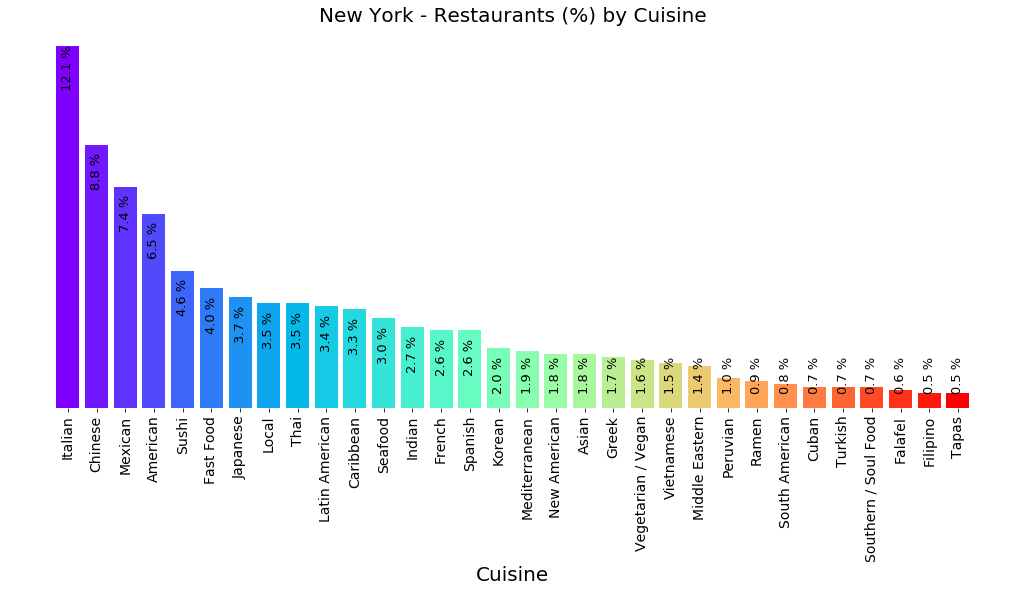 New York - Restaurants (%) by Cuisine
12.1 %
8.8 %
7.4 %
6.5 %
4.6 %
4.0 %
3.7 %
3.5 %
3.5 %
3.4 %
3.3 %
3.0 %
2.7 %
2.6 %
2.6 %
2.0 %
1.9 %
1.8 %
1.8 %
1.7 %
1.6 %
1.5 %
1.4 %
1.0 %
0.9 %
0.8 %
0.7 %
0.7 %
0.7 %
0.6 %
0.5 %
0.5 %
Italian
Chinese
Mexican
American
Sushi
Fast Food
Japanese
Local
Thai
Latin American
Caribbean
Seafood
Indian
French
Spanish
Korean
Mediterranean
New American
Asian
Greek
Vegetarian / Vegan
Vietnamese
Middle Eastern
Peruvian
Ramen
South American
Cuban
Turkish
Southern / Soul Food
Falafel
Filipino
Tapas
Cuisine